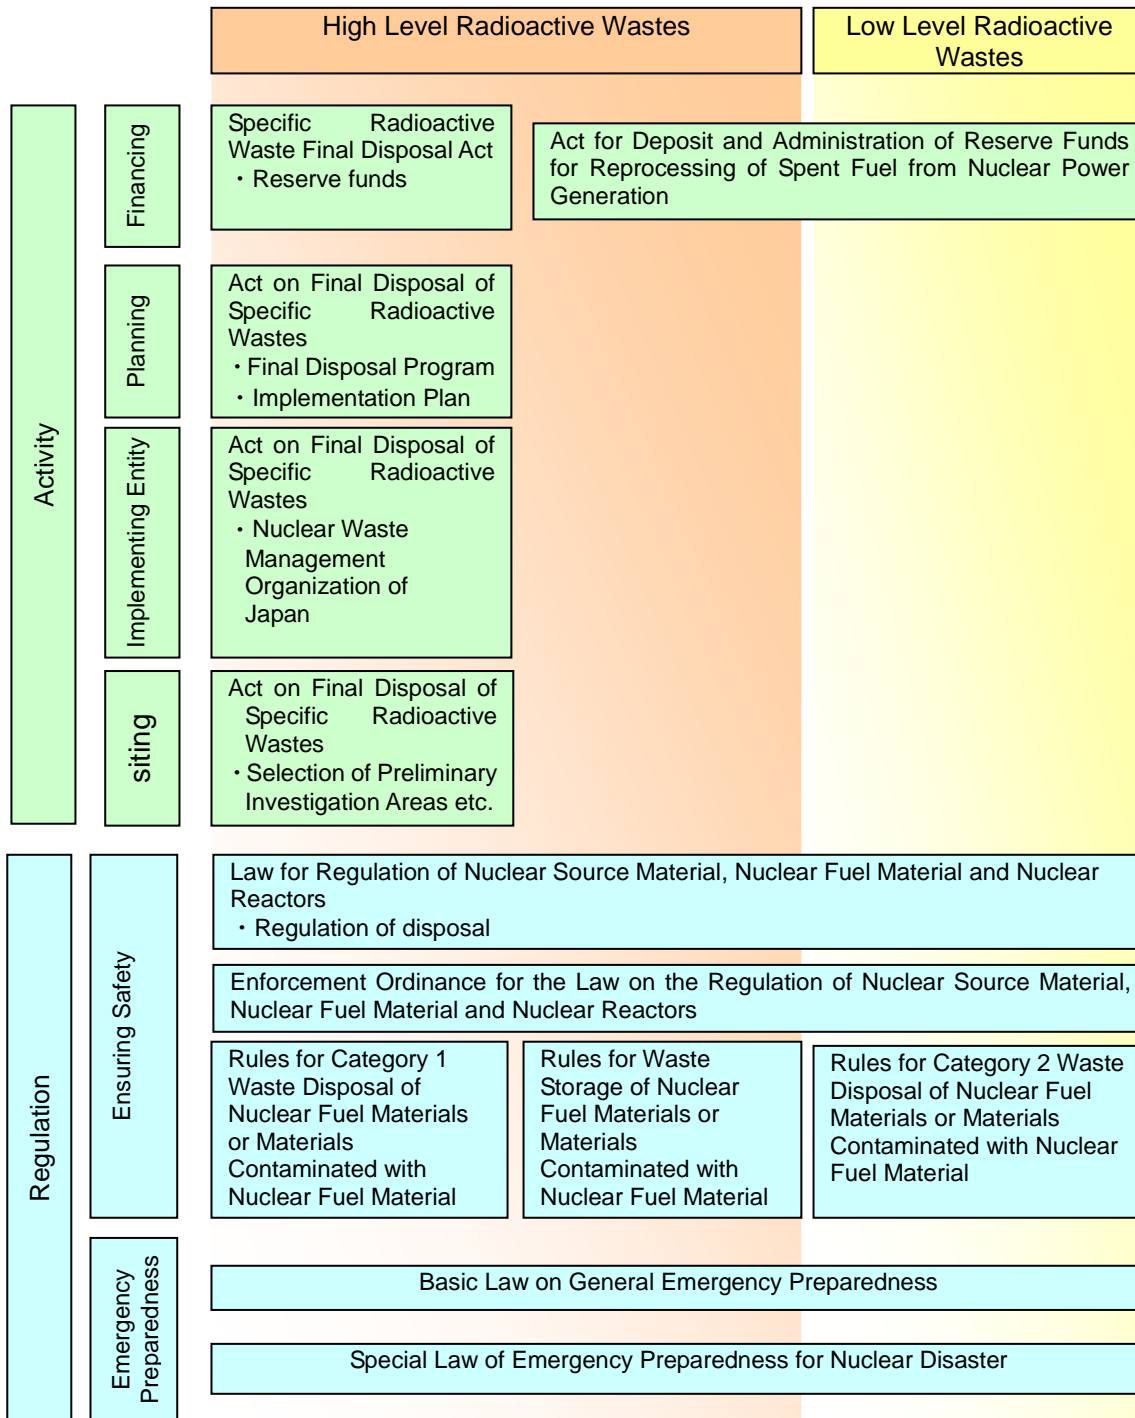 High Level Radioactive Wastes
Low Level Radioactive
Wastes
Activity
Financing
Specific Radioactive
Waste Final Disposal Act
・Reserve funds
Act for Deposit and Administration of Reserve Funds
for Reprocessing of Spent Fuel from Nuclear Power
Generation
Planning
Act on Final Disposal of
Specific Radioactive
Wastes
・Final Disposal Program
・Implementation Plan
Implementing Entity
Act on Final Disposal of
Specific Radioactive
Wastes
・Nuclear Waste
Management
Organization of
Japan
siting
Act on Final Disposal of
Specific Radioactive
Wastes
・Selection of Preliminary
Investigation Areas etc.
Regulation
Ensuring Safety
Law for Regulation of Nuclear Source Material, Nuclear Fuel Material and Nuclear
Reactors
・Regulation of disposal
Enforcement Ordinance for the Law on the Regulation of Nuclear Source Material,
Nuclear Fuel Material and Nuclear Reactors
Rules for Category 1
Waste Disposal of
Nuclear Fuel Materials
or Materials
Contaminated with
Nuclear Fuel Material
Rules for Waste
Storage of Nuclear
Fuel Materials or
Materials
Contaminated with
Nuclear Fuel Material
Rules for Category 2 Waste
Disposal of Nuclear Fuel
Materials or Materials
Contaminated with Nuclear
Fuel Material
Emergency
Preparedness
Basic Law on General Emergency Preparedness
Special Law of Emergency Preparedness for Nuclear Disaster